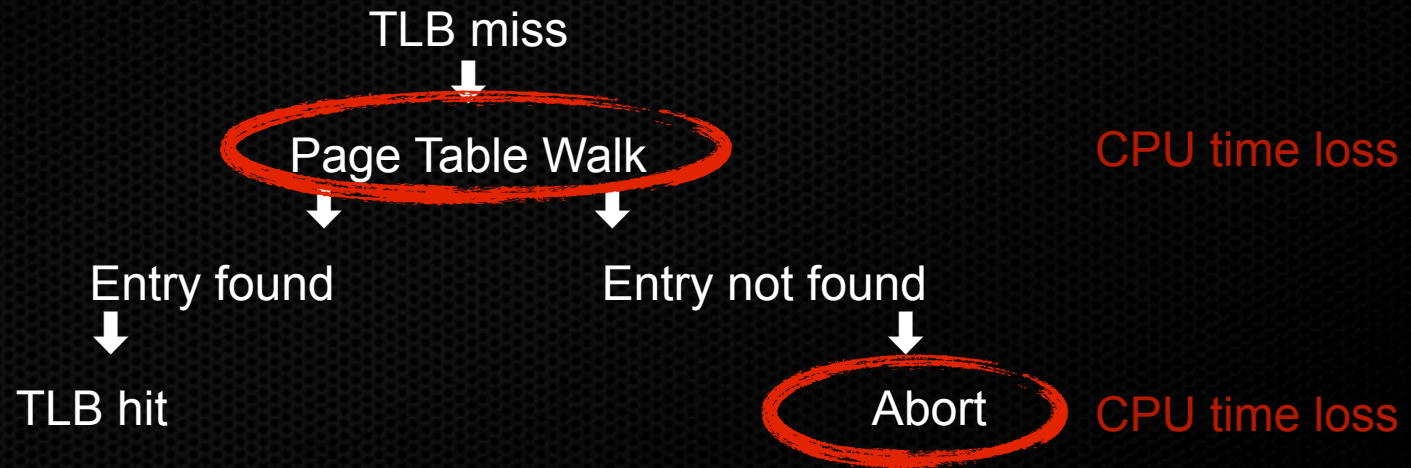 TLB miss
Page Table Walk
CPU time loss
Entry found
Entry not found
TLB hit
Abort
CPU time loss